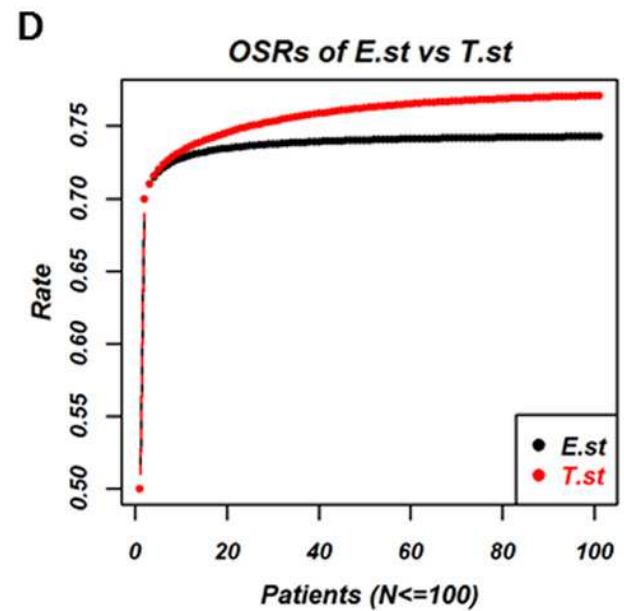 D
OSRs of E.st vs T.st
Rate
0.75
0.70
0.65
0.60
0.55
0.50
E.st
T.st
0 20 40 60 80 100
Patients (N<=100)